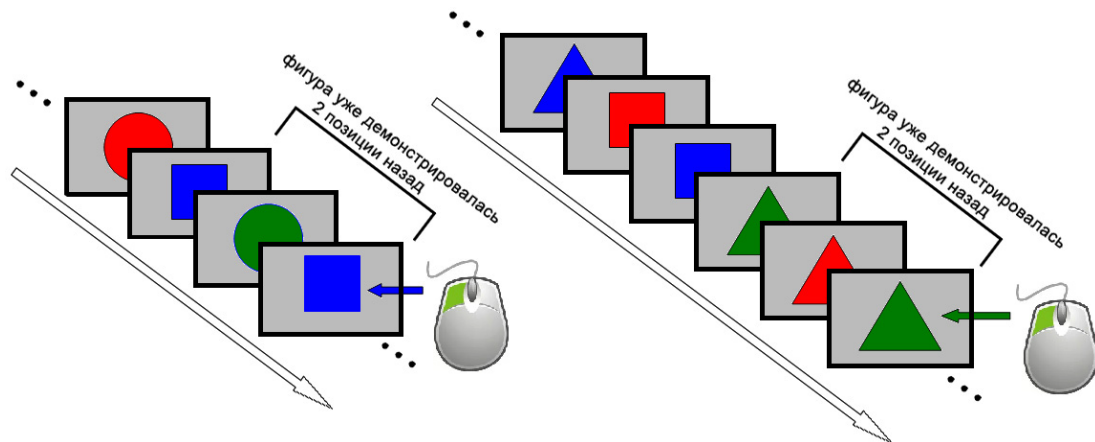 фигура уже демонстрировалась
2 позиции назад
фигура уже демонстрировалась
2 позиции назад